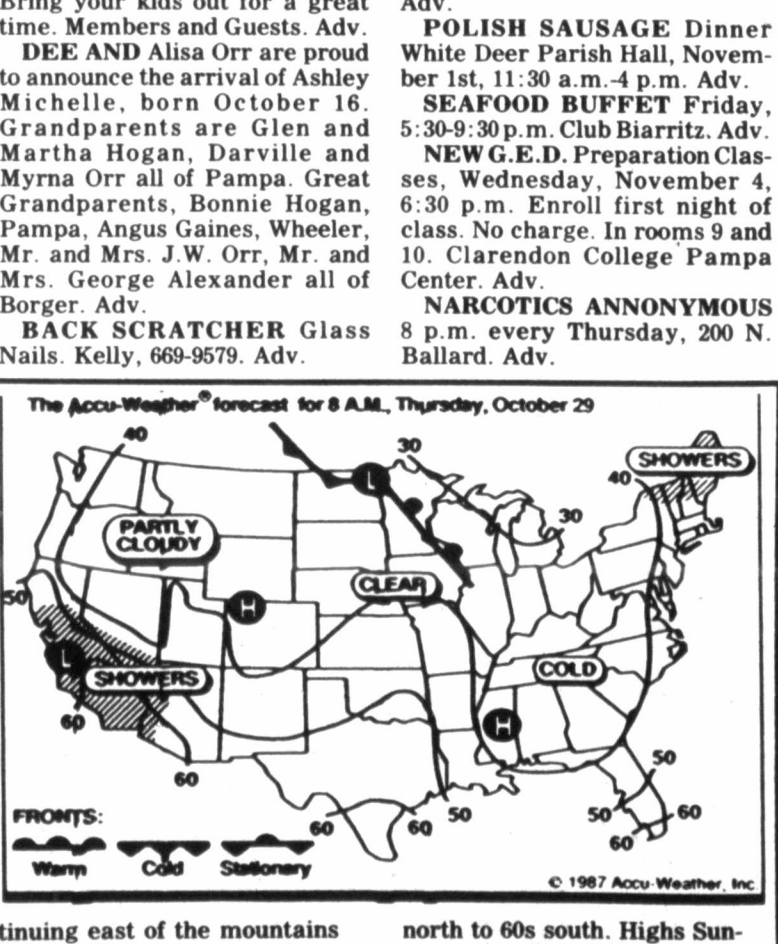 Bring your kids out for a great
time. Members and Guests. Adv.
DEE AND Alisa Orr are proud
to announce the arrival of Ashley
Michelle, born October 16.
Grandparents are Glen and
Martha Hogan, Darville and
Myrna Orr all of Pampa. Great
Grandparents, Bonnie Hogan,
Pampa, Angus Gaines, Wheeler,
Mr. and Mrs. J.W. Orr, Mr. and
Mrs. George Alexander all of
Borger. Adv.
BACK SCRATCHER Glass
Nails. Kelly, 669-9579. Adv.
Adv.
POLISH SAUSAGE Dinner
White Deer Parish Hall, Novem-
ber 1st, 11:30 a.m.-4 p.m. Adv.
SEAFOOD BUFFET Friday,
5:30-9:30 p.m. Club Biarritz. Adv.
NEW G.E.D. Preparation Clas-
ses, Wednesday, November 4,
6:30 p.m. Enroll first night of
class. No charge. In rooms 9 and
10. Clarendon College Pampa
Center. Adv.
NARCOTICS ANNONYMOUS
8 p.m. every Thursday, 200 N.
Ballard. Adv.
The Accu-Weather® forecast for 8 A.M., Thursday, October 29
40
30
SHOWERS
40
L
30
PARTLY
CLOUDY
CLEAR
50
H
L
SHOWERS
COLD
60
H
60
50
60
60
50
50
60
60
FRONTS:
Warm
Cold
Stationary
© 1987 Accu-Weather, Inc
tinuing east of the mountains
north to 60s south. Highs Sun-